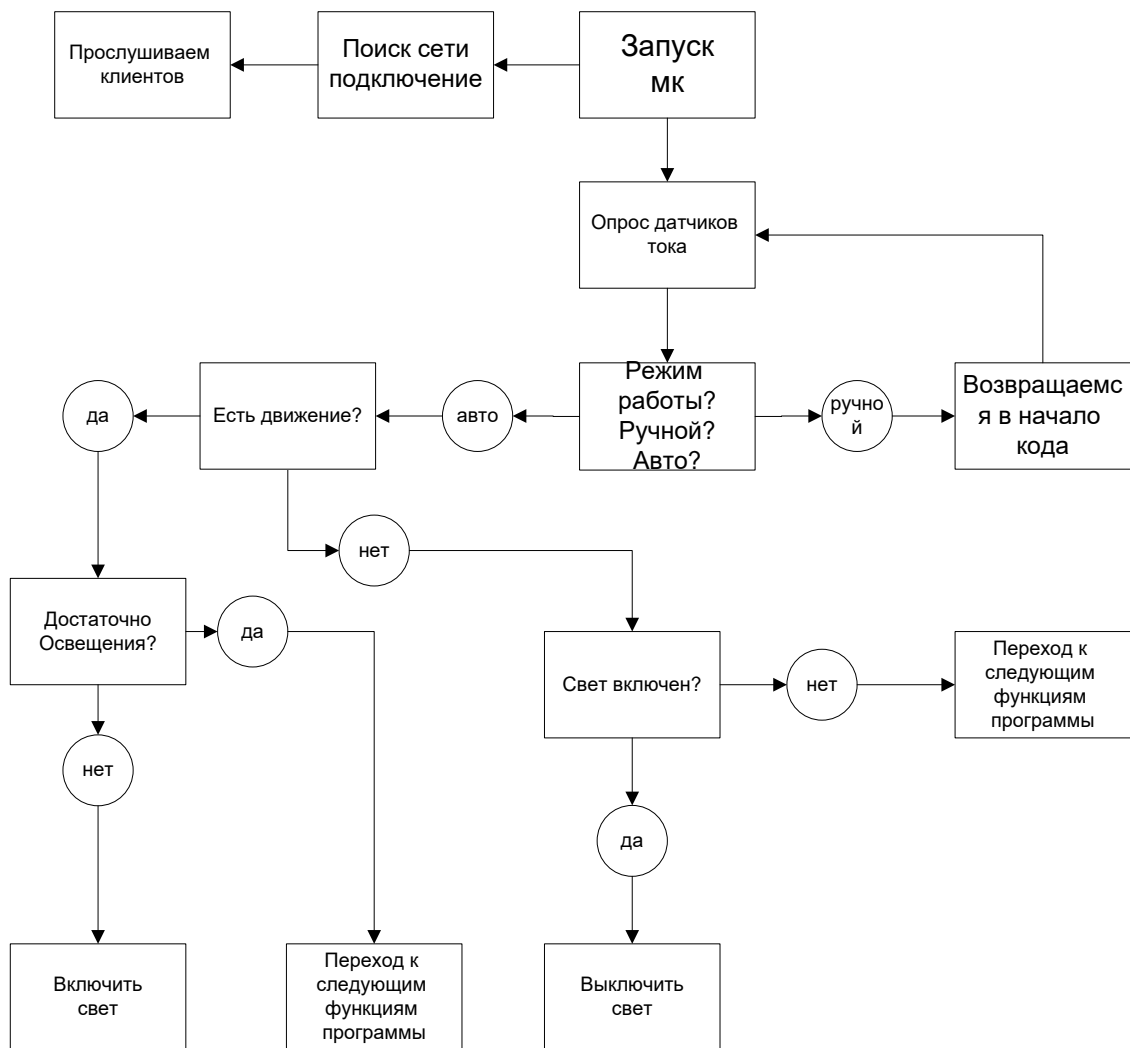 Прослушиваем
клиентов
Поиск сети
подключение
Запуск
мк
Опрос датчиков
тока
да
Есть движение?
авто
Режим
работы?
Ручной?
Авто?
ручно
й
Возвращаемс
я в начало
кода
нет
Достаточно
Освещения?
да
Свет включен?
нет
Переход к
следующим
функциям
программы
нет
да
Включить
свет
Переход к
следующим
функциям
программы
Выключить
свет